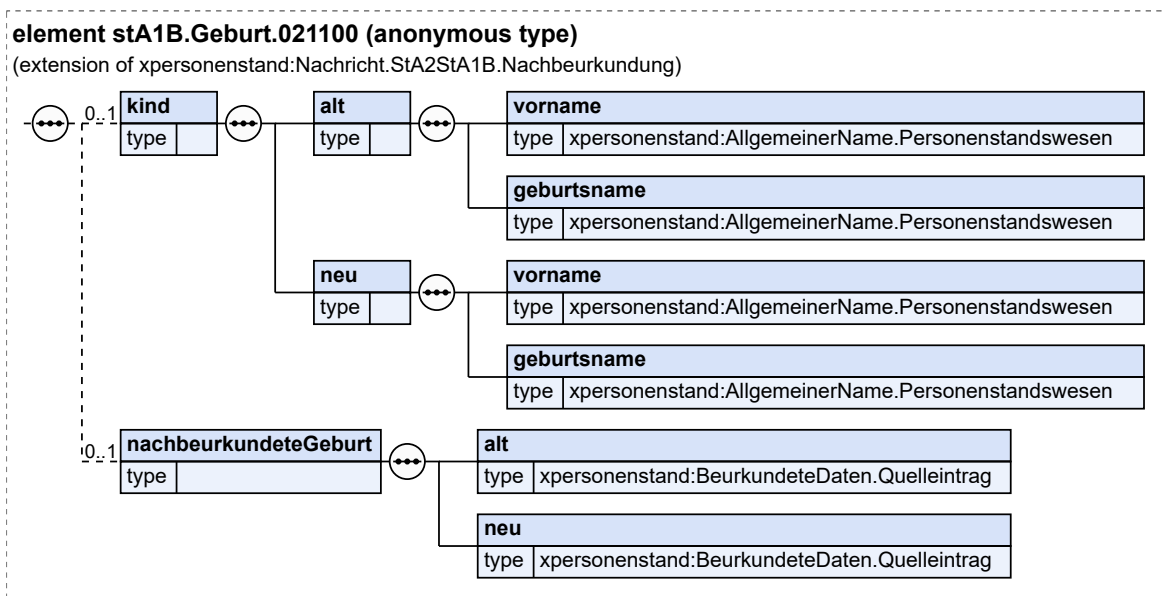 element stA1B.Geburt.021100 (anonymous type)
(extension of xpersonenstand:Nachricht.StA2StA1B.Nachbeurkundung)
0..1
kind
type
alt
type
vorname
type xpersonenstand:AllgemeinerName.Personenstandswesen
geburtsname
type xpersonenstand:AllgemeinerName.Personenstandswesen
neu
type
vorname
type xpersonenstand:AllgemeinerName.Personenstandswesen
geburtsname
type xpersonenstand:AllgemeinerName.Personenstandswesen
0..1
nachbeurkundeteGeburt
type
alt
type xpersonenstand:BeurkundeteDaten.Quelleintrag
neu
type xpersonenstand:BeurkundeteDaten.Quelleintrag